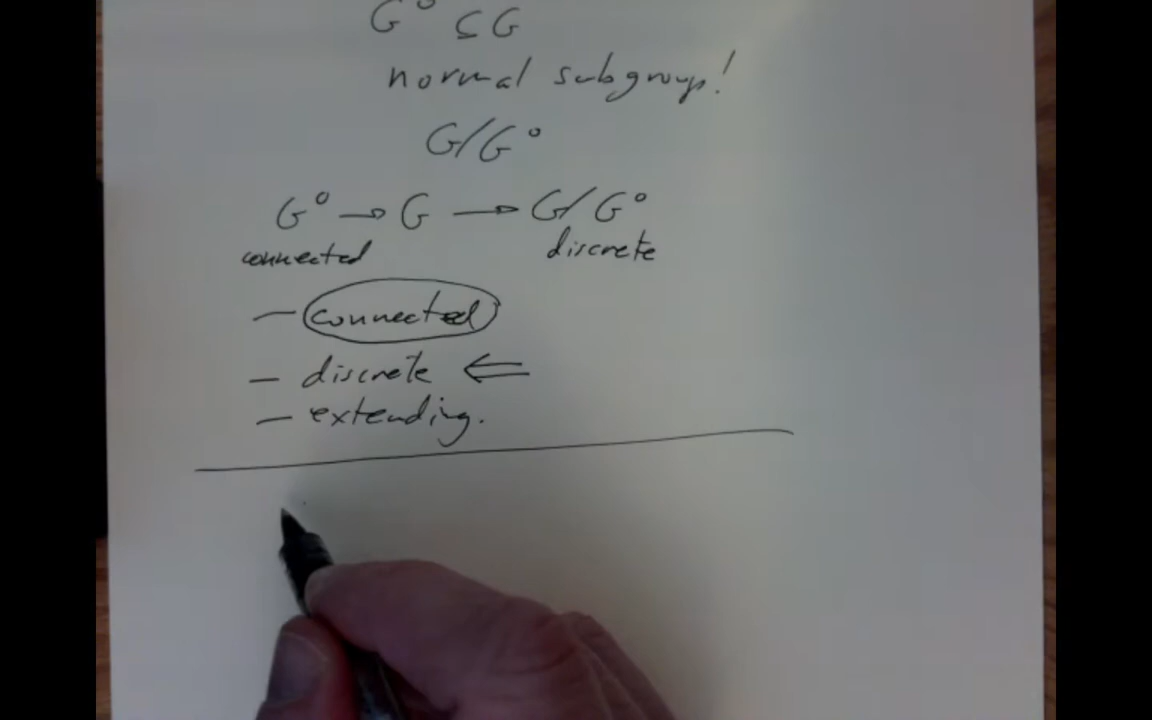 G° ⊆ G
normal subgroup!
G/G°
G° → G → G/G°
connected discrete
— connected
— discrete ⇐
— extending.